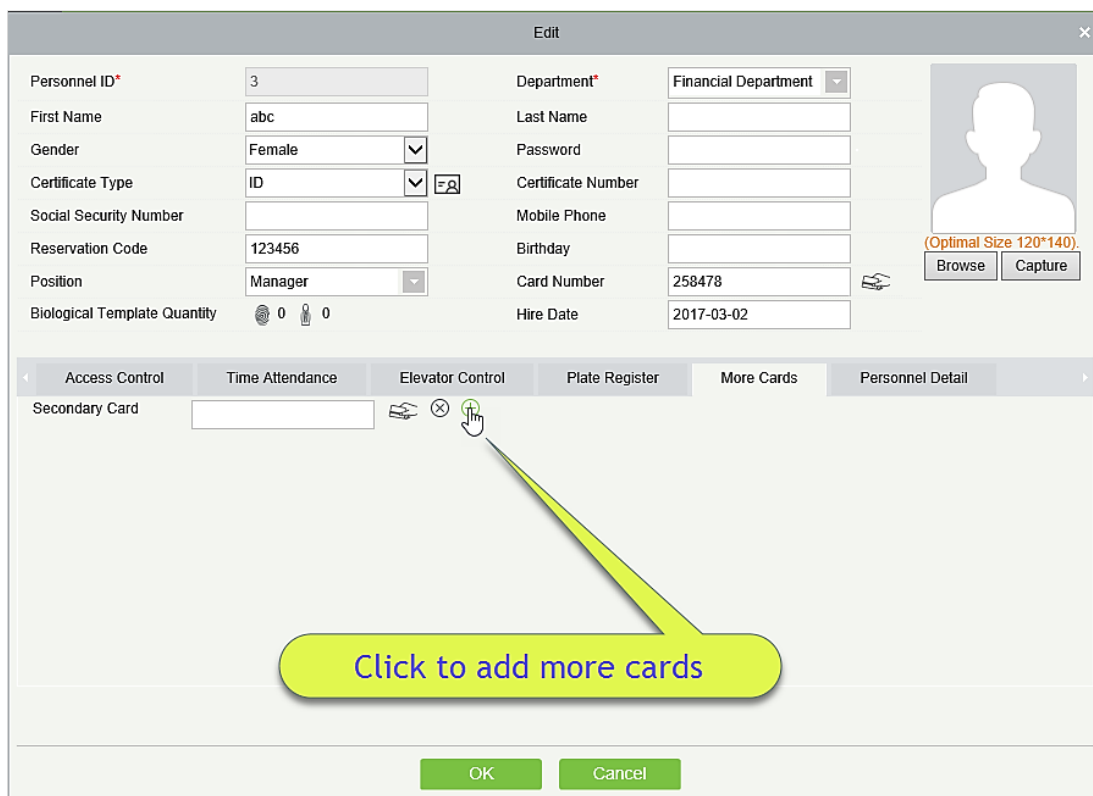 Edit
Personnel ID* 3 Department* Financial Department
First Name abc Last Name
Gender Female Password
Certificate Type ID Certificate Number
Social Security Number Mobile Phone
Reservation Code 123456 Birthday
(Optimal Size 120*140).
Browse Capture
Position Manager Card Number 258478
Biological Template Quantity 0 0 Hire Date 2017-03-02
Access Control Time Attendance Elevator Control Plate Register More Cards Personnel Detail
Secondary Card
Click to add more cards
OK Cancel